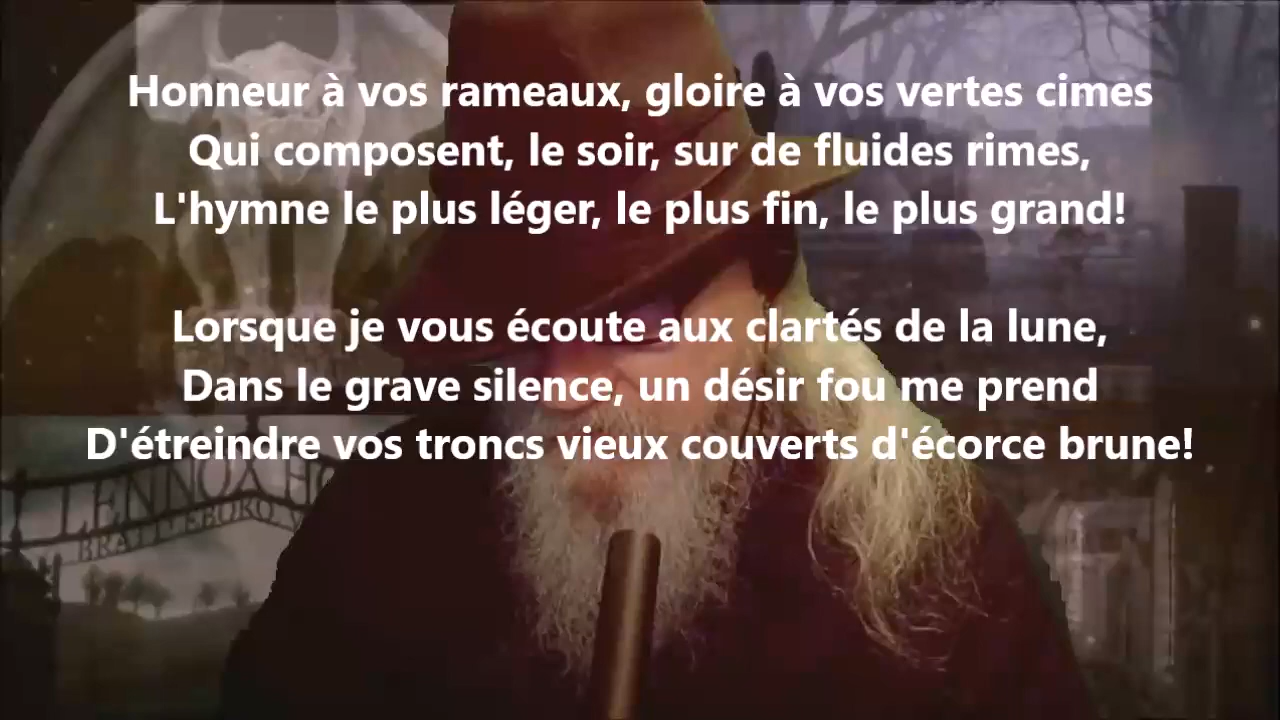 Honneur à vos rameaux, gloire à vos vertes cimes
Qui composent, le soir, sur de fluides rimes,
L'hymne le plus léger, le plus fin, le plus grand!
Lorsque je vous écoute aux clartés de la lune,
Dans le grave silence, un désir fou me prend
D'étreindre vos troncs vieux couverts d'écorce brune!
LENNOX
BRATTLEBORO,